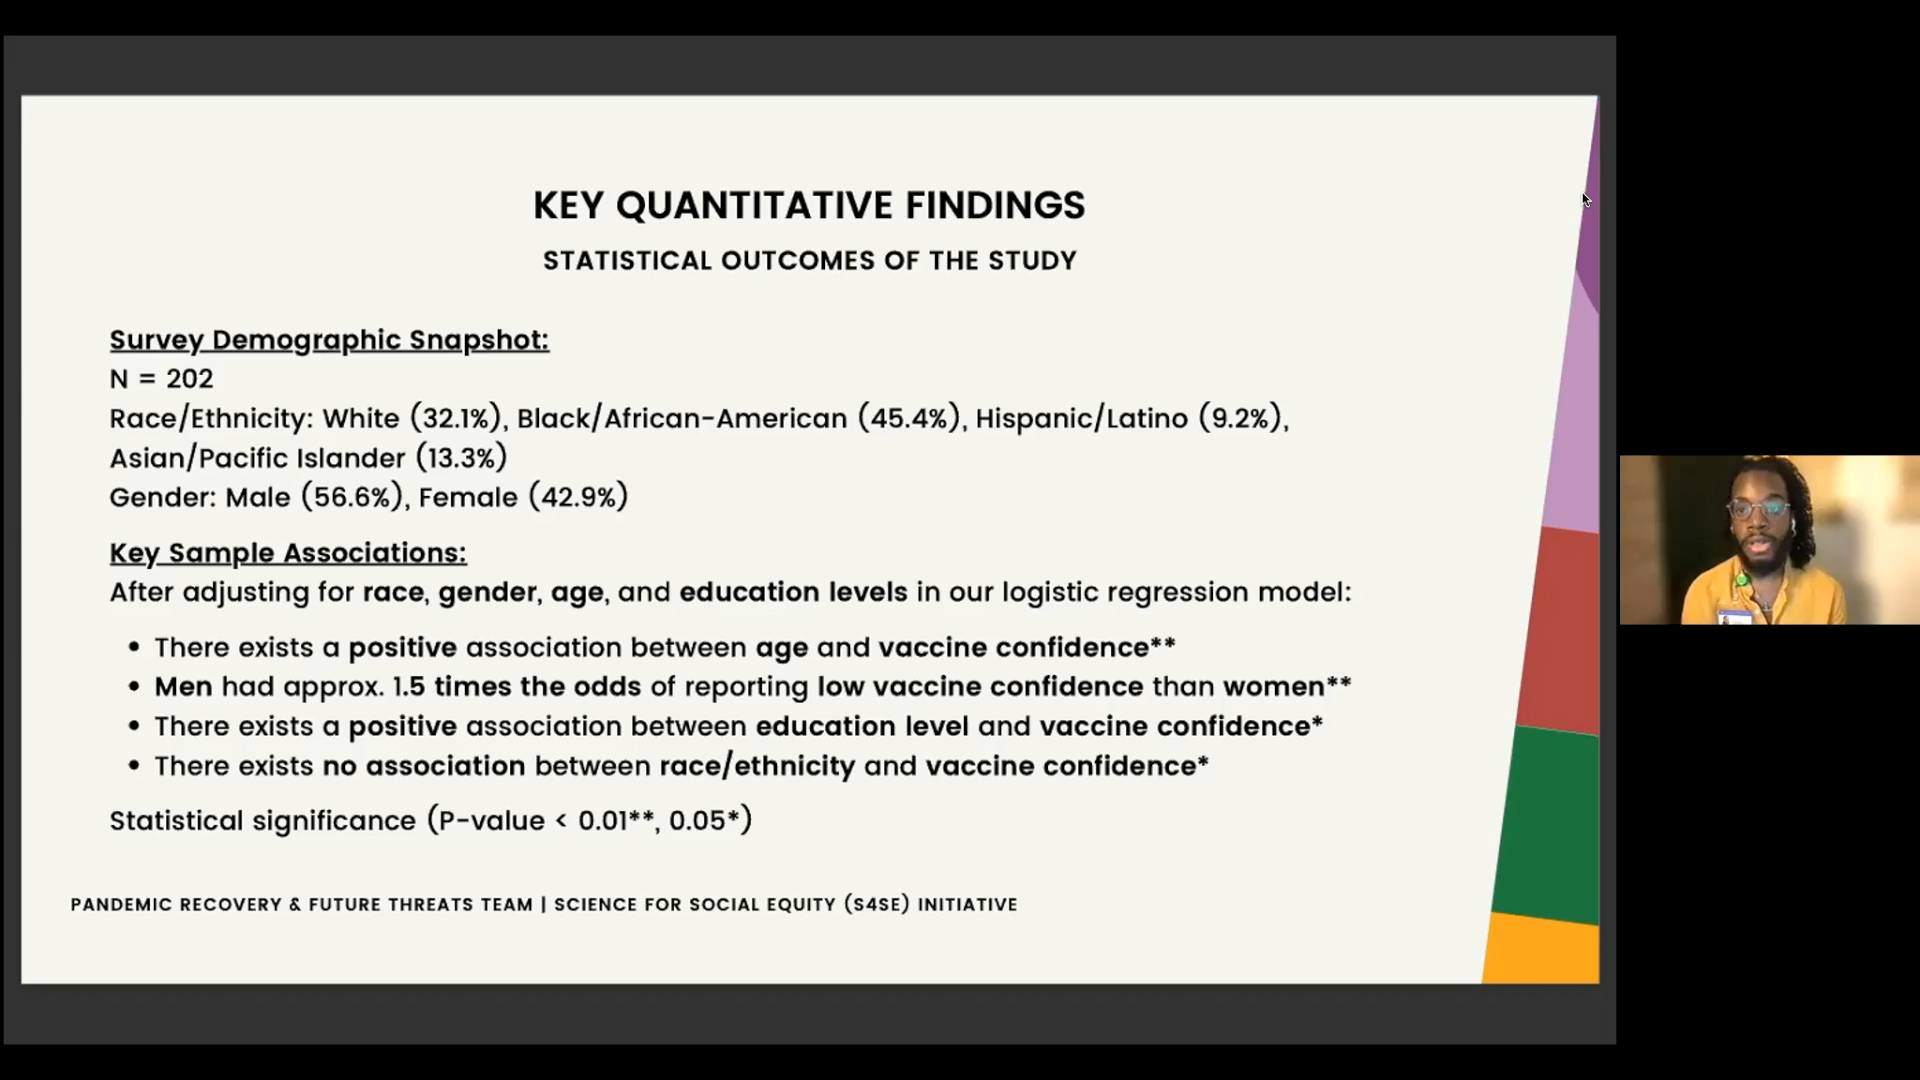 KEY QUANTITATIVE FINDINGS
STATISTICAL OUTCOMES OF THE STUDY
Survey Demographic Snapshot:
N = 202
Race/Ethnicity: White (32.1%), Black/African-American (45.4%), Hispanic/Latino (9.2%),
Asian/Pacific Islander (13.3%)
Gender: Male (56.6%), Female (42.9%)
Key Sample Associations:
After adjusting for race, gender, age, and education levels in our logistic regression model:
• There exists a positive association between age and vaccine confidence**
• Men had approx. 1.5 times the odds of reporting low vaccine confidence than women**
• There exists a positive association between education level and vaccine confidence*
• There exists no association between race/ethnicity and vaccine confidence*
Statistical significance (P-value < 0.01**, 0.05*)
PANDEMIC RECOVERY & FUTURE THREATS TEAM | SCIENCE FOR SOCIAL EQUITY (S4SE) INITIATIVE